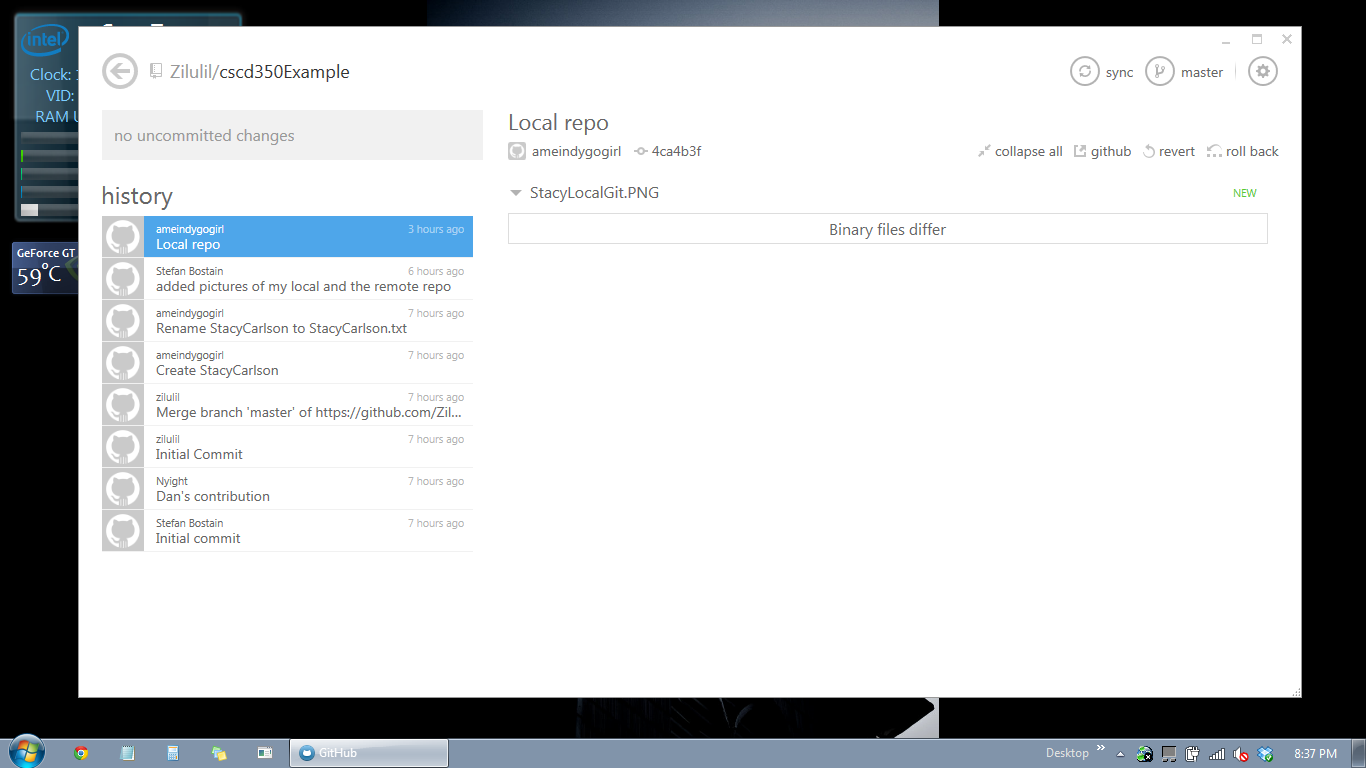 intel
Clock:
VID:
RAM
GeForce GT
59°C
Zilulil/cscd350Example
sync
master
no uncommitted changes
Local repo
ameindygogirl 4ca4b3f
collapse all github revert roll back
StacyLocalGit.PNG NEW
Binary files differ
history
ameindygogirl 3 hours ago
Local repo
Stefan Bostain 6 hours ago
added pictures of my local and the remote repo
ameindygogirl 7 hours ago
Rename StacyCarlson to StacyCarlson.txt
ameindygogirl 7 hours ago
Create StacyCarlson
zilulil 7 hours ago
Merge branch 'master' of https://github.com/Zil...
zilulil 7 hours ago
Initial Commit
Nyight 7 hours ago
Dan's contribution
Stefan Bostain 7 hours ago
Initial commit
GitHub
Desktop
8:37 PM